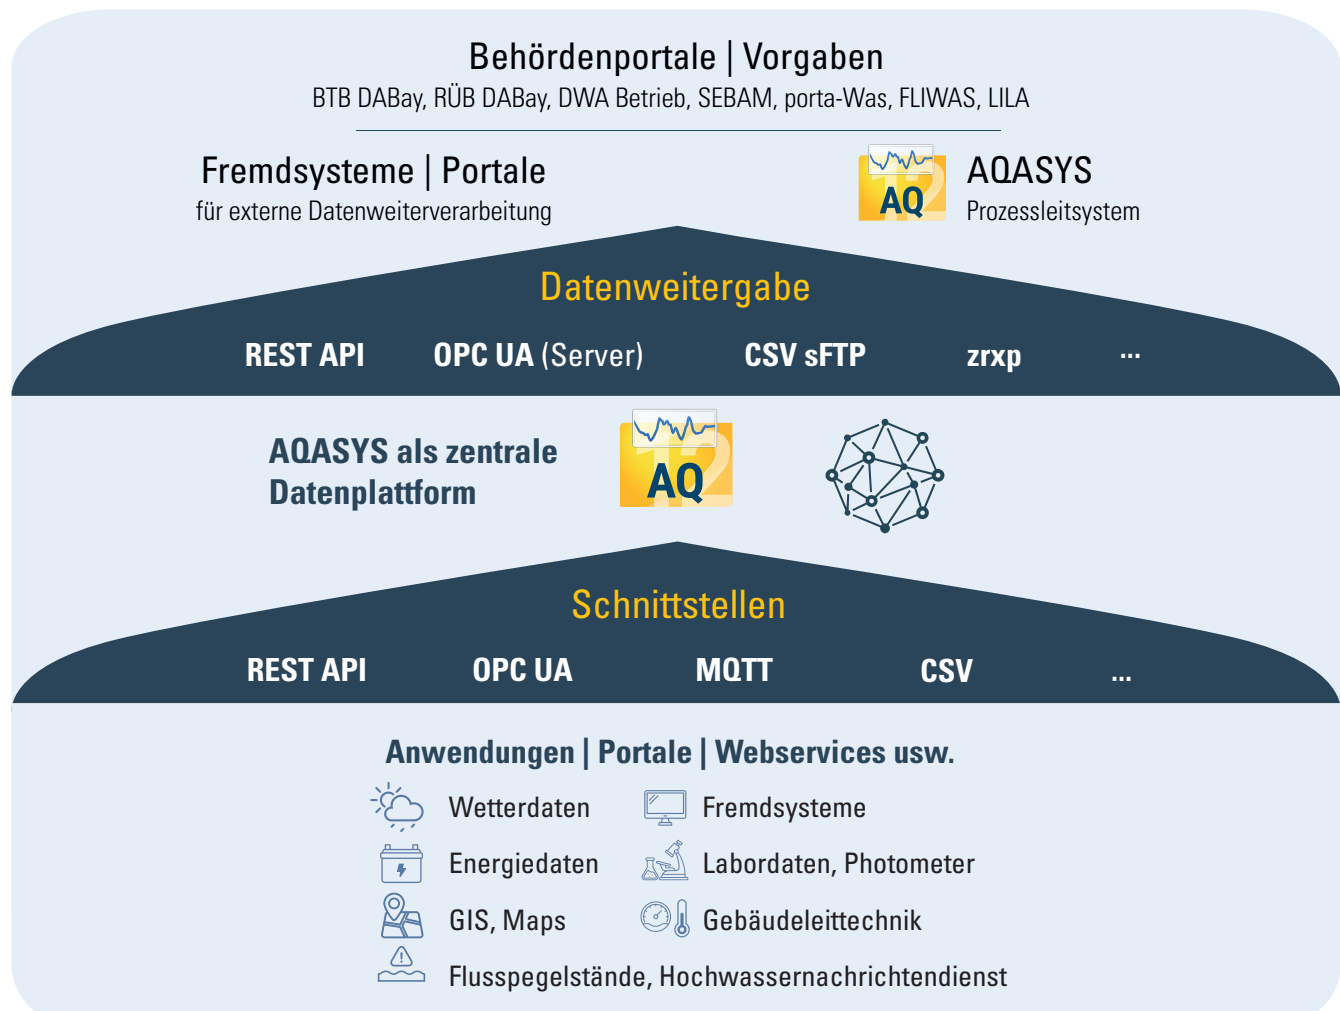 Behördenportale | Vorgaben
BTB DABay, RÜB DABay, DWA Betrieb, SEBAM, porta-Was, FLIWAS, LILA
Fremdsysteme | Portale
für externe Datenweiterverarbeitung
12
AQ
AQASYS
Prozessleitsystem
Datenweitergabe
REST API
OPC UA (Server)
CSV sFTP
zrxp
...
AQASYS als zentrale
Datenplattform
12
AQ
Schnittstellen
REST API
OPC UA
MQTT
CSV
...
Anwendungen | Portale | Webservices usw.
Wetterdaten
Fremdsysteme
Energiedaten
Labordaten, Photometer
GIS, Maps
Gebäudeleittechnik
Flusspegelstände, Hochwassernachrichtendienst